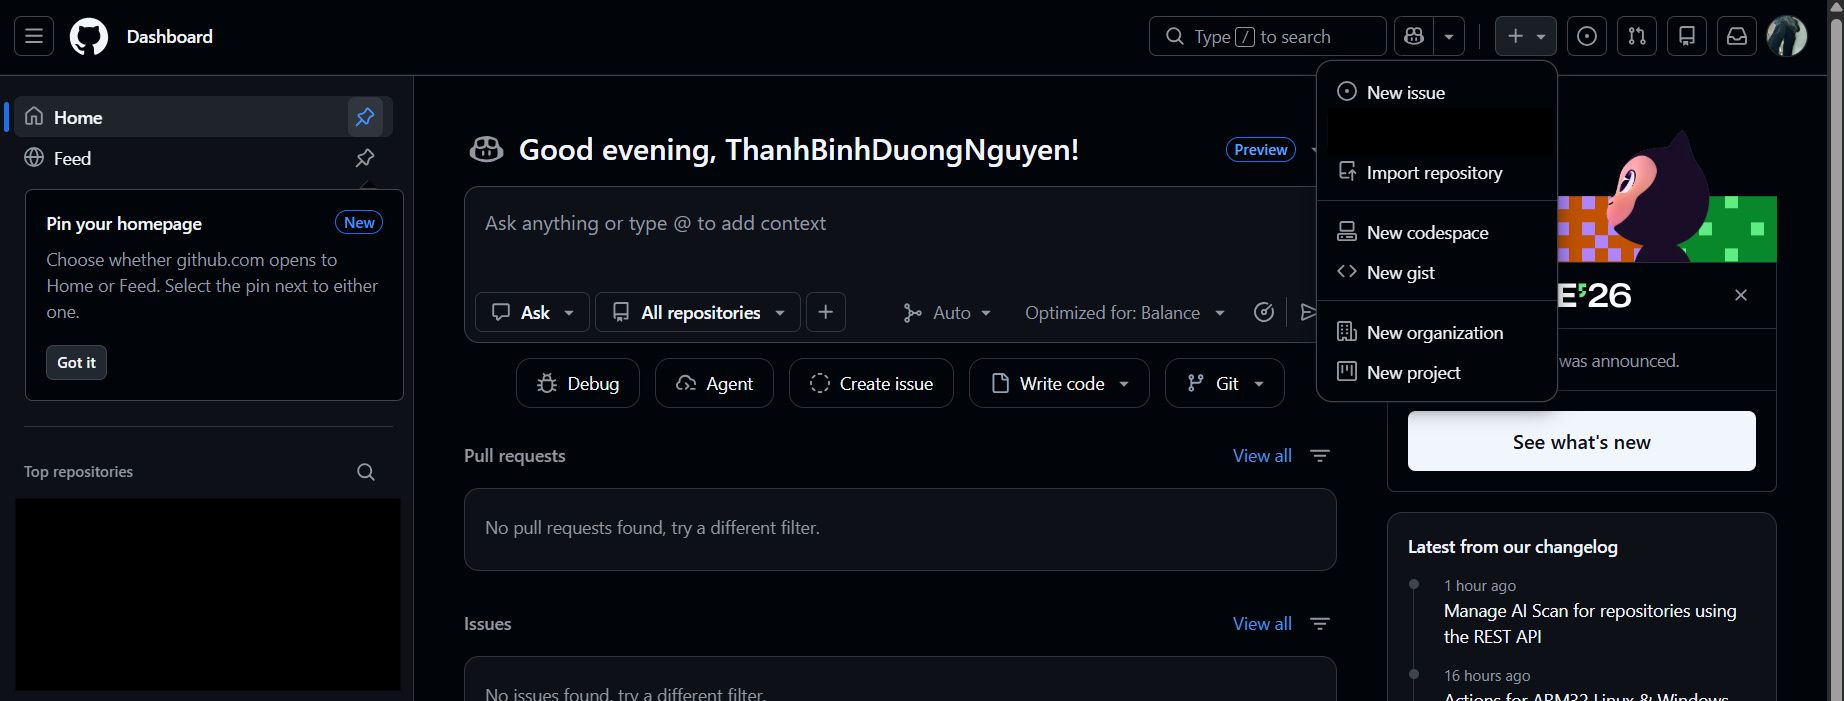 Dashboard
Type / to search
Home
Feed
Pin your homepage
New
Choose whether github.com opens to
Home or Feed. Select the pin next to either
one.
Got it
Top repositories
Good evening, ThanhBinhDuongNguyen!
Preview
Ask anything or type @ to add context
Ask
All repositories
Auto
Optimized for: Balance
Debug
Agent
Create issue
Write code
Git
Pull requests
View all
No pull requests found, try a different filter.
Issues
View all
No issues found, try a different filter.
New issue
Import repository
New codespace
New gist
New organization
New project
E'26
was announced.
See what's new
Latest from our changelog
1 hour ago
Manage AI Scan for repositories using
the REST API
16 hours ago
Actions for ARM32 Linux & Windows